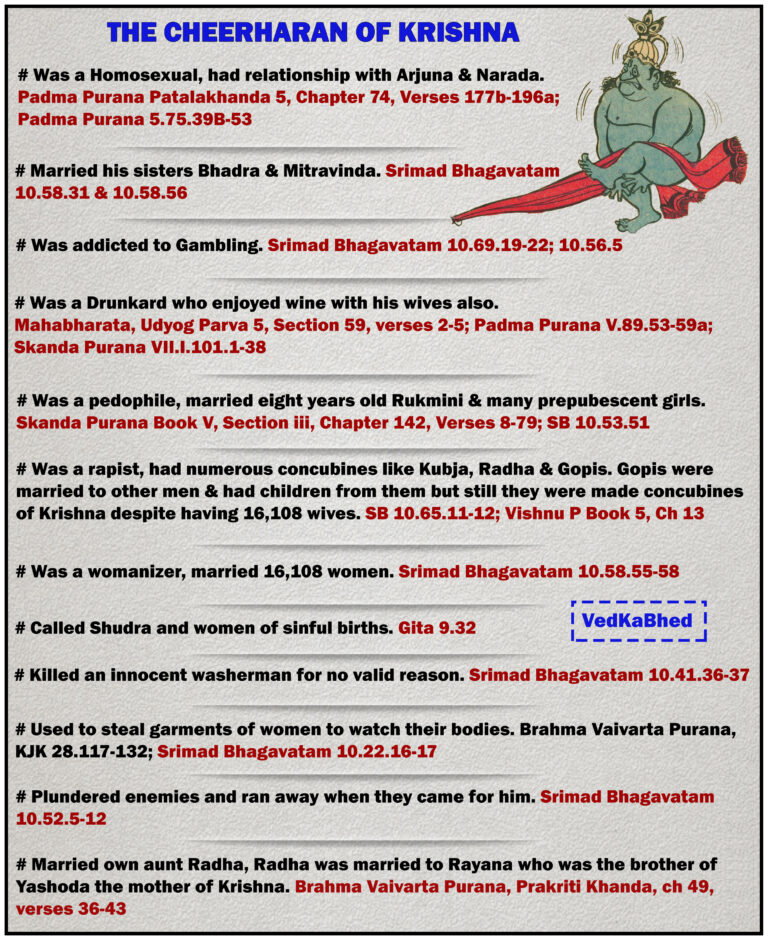 THE CHEERHARAN OF KRISHNA
# Was a Homosexual, had relationship with Arjuna & Narada.
Padma Purana Patalakhanda 5, Chapter 74, Verses 177b-196a;
Padma Purana 5.75.39B-53
# Married his sisters Bhadra & Mitravinda. Srimad Bhagavatam
10.58.31 & 10.58.56
# Was addicted to Gambling. Srimad Bhagavatam 10.69.19-22; 10.56.5
# Was a Drunkard who enjoyed wine with his wives also.
Mahabharata, Udyog Parva 5, Section 59, verses 2-5; Padma Purana V.89.53-59a;
Skanda Purana VII.I.101.1-38
# Was a pedophile, married eight years old Rukmini & many prepubescent girls.
Skanda Purana Book V, Section iii, Chapter 142, Verses 8-79; SB 10.53.51
# Was a rapist, had numerous concubines like Kubja, Radha & Gopis. Gopis were
married to other men & had children from them but still they were made concubines
of Krishna despite having 16,108 wives. SB 10.65.11-12; Vishnu P Book 5, Ch 13
# Was a womanizer, married 16,108 women. Srimad Bhagavatam 10.58.55-58
# Called Shudra and women of sinful births. Gita 9.32
VedKaBhed
# Killed an innocent washerman for no valid reason. Srimad Bhagavatam 10.41.36-37
# Used to steal garments of women to watch their bodies. Brahma Vaivarta Purana,
KJK 28.117-132; Srimad Bhagavatam 10.22.16-17
# Plundered enemies and ran away when they came for him. Srimad Bhagavatam
10.52.5-12
# Married own aunt Radha, Radha was married to Rayana who was the brother of
Yashoda the mother of Krishna. Brahma Vaivarta Purana, Prakriti Khanda, ch 49,
verses 36-43